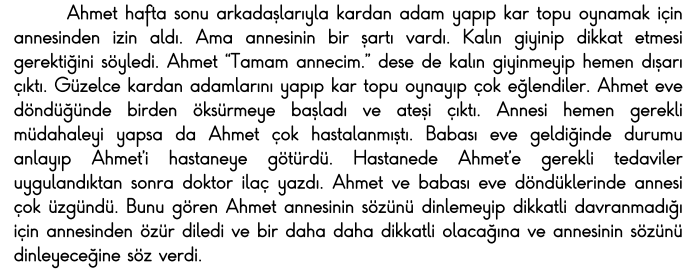 Ahmet hafta sonu arkadaşlarıyla kardan adam yapıp kar topu oynamak için
annesinden izin aldı. Ama annesinin bir şartı vardı. Kalın giyinip dikkat etmesi
gerektiğini söyledi. Ahmet “Tamam annecim.” dese de kalın giyinmeyip hemen dışarı
çıktı. Güzelce kardan adamlarını yapıp kar topu oynayıp çok eğlendiler. Ahmet eve
döndüğünde birden öksürmeye başladı ve ateşi çıktı. Annesi hemen gerekli
müdahaleyi yapsa da Ahmet çok hastalanmıştı. Babası eve geldiğinde durumu
anlayıp Ahmet'i hastaneye götürdü. Hastanede Ahmet'e gerekli tedaviler
uygulandıktan sonra doktor ilaç yazdı. Ahmet ve babası eve döndüklerinde annesi
çok üzgündü. Bunu gören Ahmet annesinin sözünü dinlemeyip dikkatli davranmadığı
için annesinden özür diledi ve bir daha daha dikkatli olacağına ve annesinin sözünü
dinleyeceğine söz verdi.